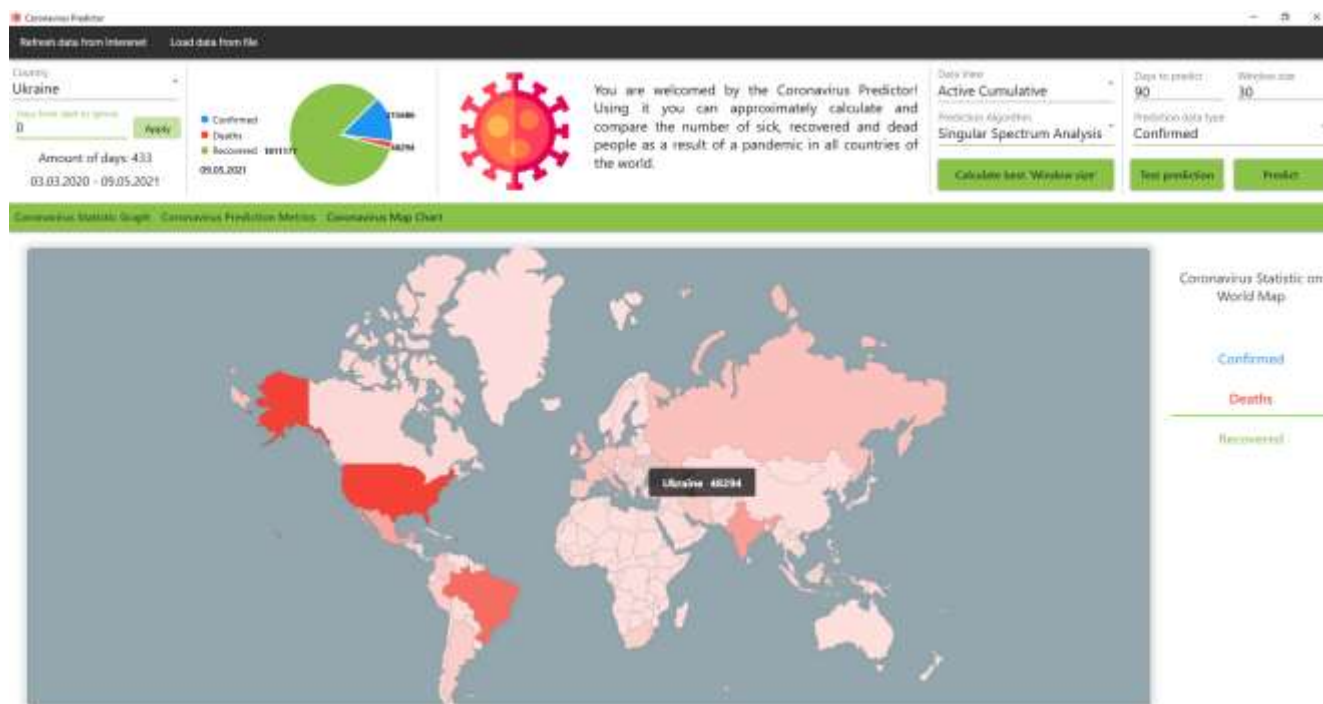 Coronavirus Predictor
Refresh data from Interenet Load data from file
Country
Ukraine
0
Apply
Amount of days: 433
03.03.2020 - 09.05.2021
Confirmed
Deaths
Recovered
48294
09.05.2021
You are welcomed by the Coronavirus Predictor!
Using it you can approximately calculate and
compare the number of sick, recovered and dead
people as a result of a pandemic in all countries of
the world.
Data View
Active Cumulative
Prediction Algorithm
Singular Spectrum Analysis
Calculate best 'Window size'
Days to predict
90
Window size
30
Prediction data type
Confirmed
Test prediction
Predict
Coronavirus Statistic Graph Coronavirus Prediction Metrics Coronavirus Map Chart
Ukraine 48294
Coronavirus Statistic on
World Map
Confirmed
Deaths
Recovered